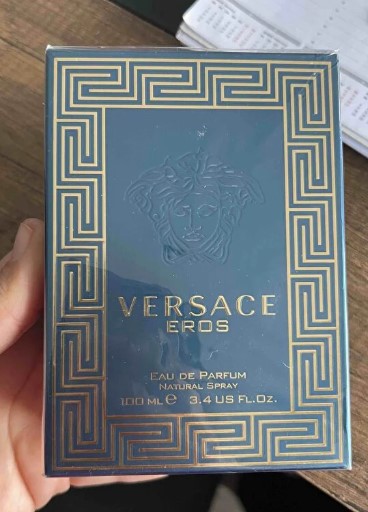 VERSACE
EROS
EAU DE PARFUM
NATURAL SPRAY
100 ML ℮ 3.4 US FL.OZ.